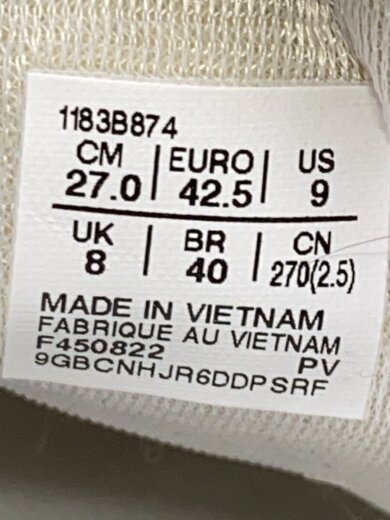 1183B874
CM | EURO | US
27.0 | 42.5 | 9
UK | BR | CN
8 | 40 | 270(2.5)
MADE IN VIETNAM
FABRIQUE AU VIETNAM
F450822 PV
9GBCNHJR6DDPSRF